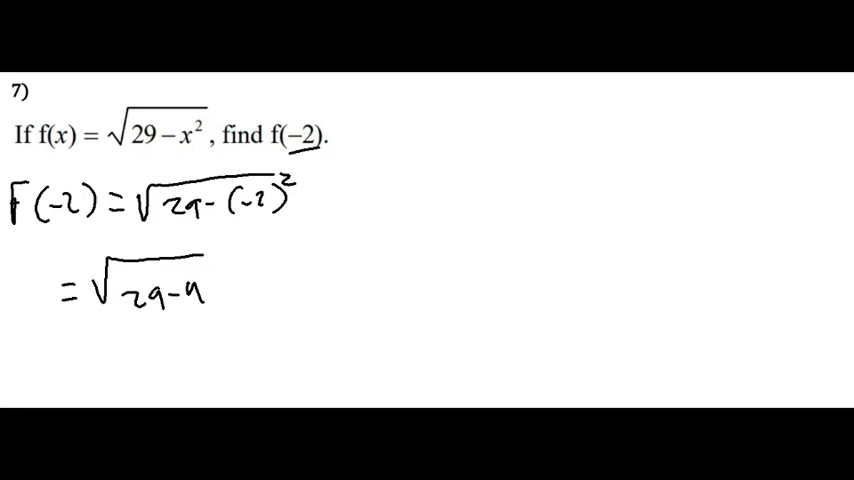 7)
If f(x) = √29 − x², find f(−2).
F(-2) = √29-(-2)²
= √29-4